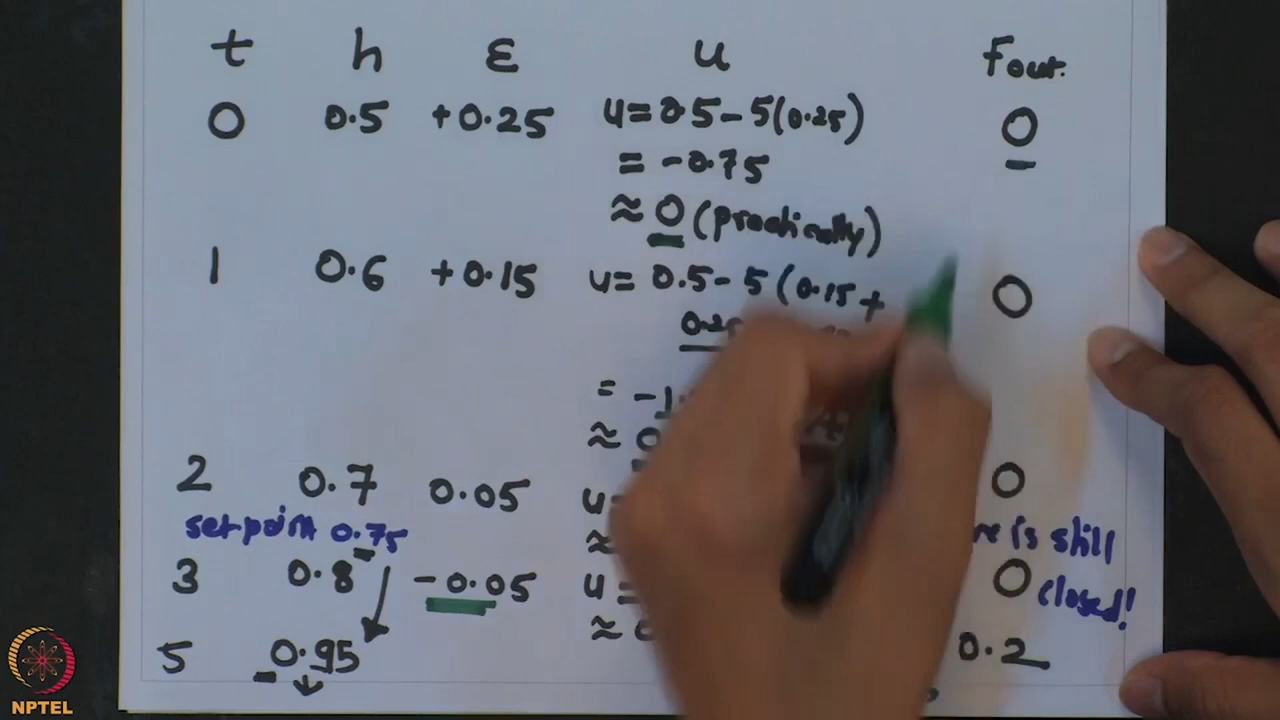 t h ε u Fout.
0 0.5 +0.25 u=0.5-5(0.25) 0
= -0.75
≈ 0 (practically)
1 0.6 +0.15 u= 0.5-5(0.15+ 0
= -1
≈ 0
2 0.7 0.05 0
setpoint 0.75 is still
3 0.8 -0.05 0 closed!
5 0.95 0.2
NPTEL